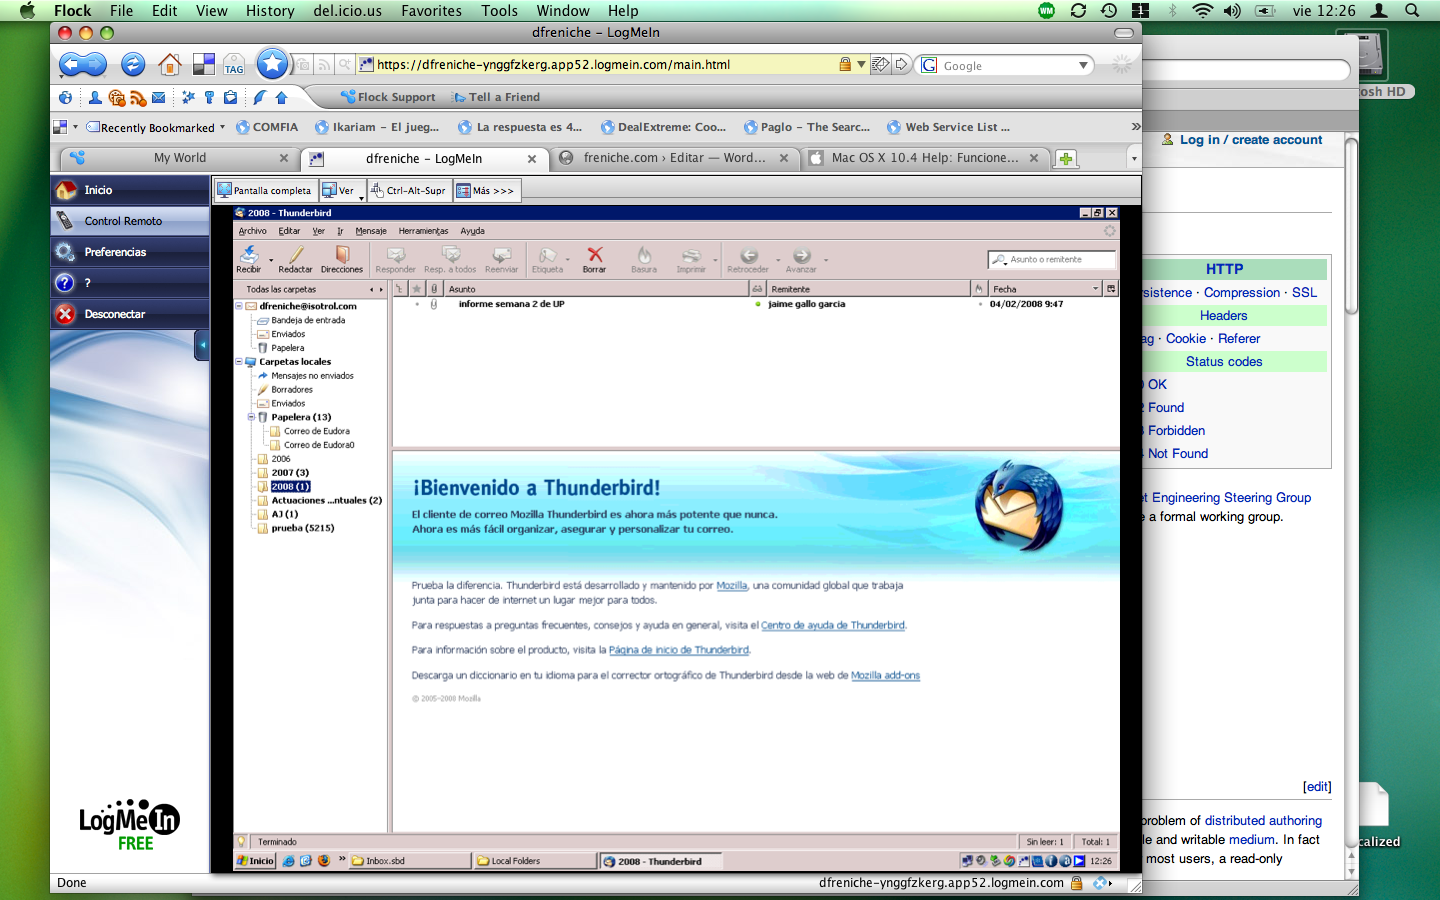 Flock File Edit View History del.icio.us Favorites Tools Window Help vie 12:26
dfreniche – LogMeIn
https://dfreniche-ynggfzkerg.app52.logmein.com/main.html
Google
TAG
Flock Support Tell a Friend
Recently Bookmarked COMFIA Ikariam – El jueg... La respuesta es 4... DealExtreme: Coo... Paglo – The Searc... Web Service List ...
My World dfreniche – LogMeIn freniche.com › Editar — Word... Mac OS X 10.4 Help: Funcione...
Inicio
Control Remoto
Preferencias
?
Desconectar
LogMeIn
FREE
Pantalla completa Ver Ctrl-Alt-Supr Más >>>
2008 - Thunderbird
Archivo Editar Ver Ir Mensaje Herramientas Ayuda
Recibir Redactar Direcciones Responder Resp. a todos Reenviar Etiqueta Borrar Basura Imprimir Retroceder Avanzar
Asunto o remitente
Todas las carpetas
Asunto Remitente Fecha
informe semana 2 de UP jaime gallo garcia 04/02/2008 9:47
dfreniche@isotrol.com
Bandeja de entrada
Enviados
Papelera
Carpetas locales
Mensajes no enviados
Borradores
Enviados
Papelera (13)
Correo de Eudora
Correo de Eudora0
2006
2007 (3)
2008 (1)
Actuaciones ...ntuales (2)
AJ (1)
prueba (5215)
¡Bienvenido a Thunderbird!
El cliente de correo Mozilla Thunderbird es ahora más potente que nunca.
Ahora es más fácil organizar, asegurar y personalizar tu correo.
Prueba la diferencia. Thunderbird está desarrollado y mantenido por Mozilla, una comunidad global que trabaja
junta para hacer de internet un lugar mejor para todos.
Para respuestas a preguntas frecuentes, consejos y ayuda en general, visita el Centro de ayuda de Thunderbird.
Para información sobre el producto, visita la Página de inicio de Thunderbird.
Descarga un diccionario en tu idioma para el corrector ortográfico de Thunderbird desde la web de Mozilla add-ons
© 2005-2008 Mozilla
Terminado Sin leer: 1 Total: 1
Inicio Inbox.sbd Local Folders 2008 - Thunderbird 12:26
Done dfreniche-ynggfzkerg.app52.logmein.com
osh HD
Log in / create account
HTTP
sistence · Compression · SSL
Headers
ag · Cookie · Referer
Status codes
OK
Found
Forbidden
Not Found
t Engineering Steering Group
e a formal working group.
[edit]
roblem of distributed authoring
le and writable medium. In fact
most users, a read-only
calized